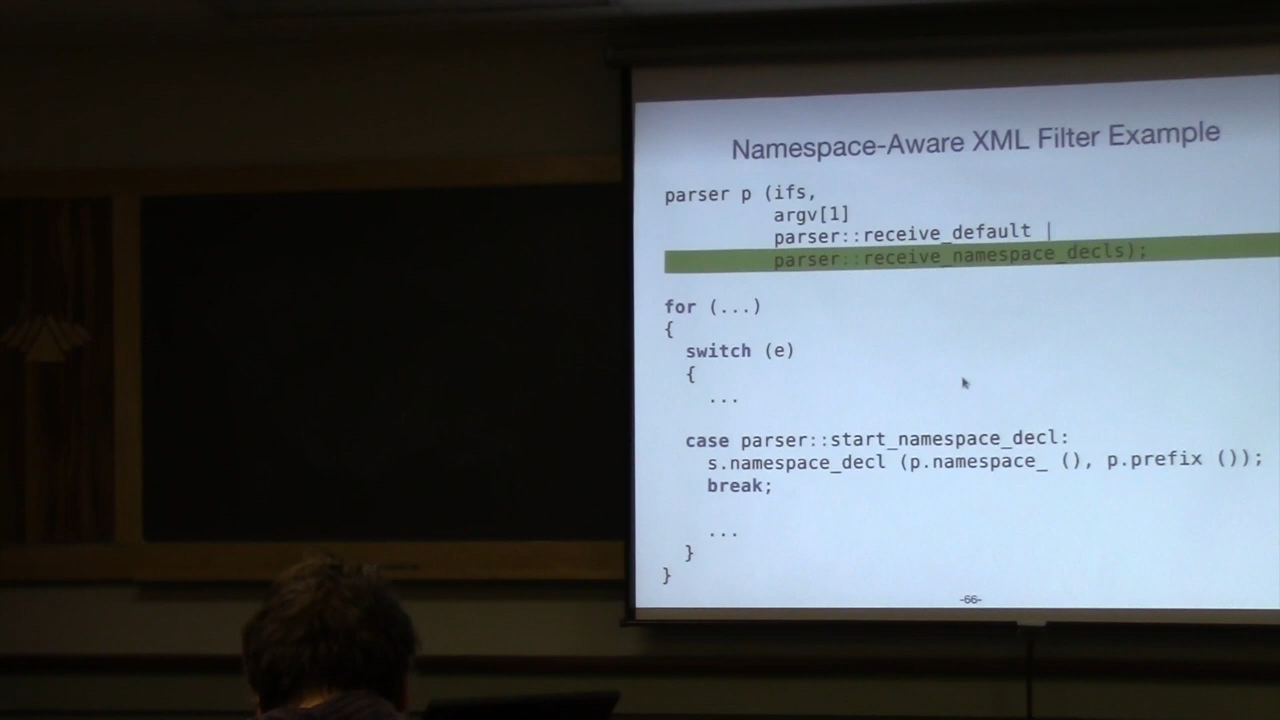 Namespace-Aware XML Filter Example
parser p (ifs,
argv[1]
parser::receive_default |
parser::receive_namespace_decls);
for (...)
{
switch (e)
{
...
case parser::start_namespace_decl:
s.namespace_decl (p.namespace_ (), p.prefix ());
break;
...
}
}
-66-